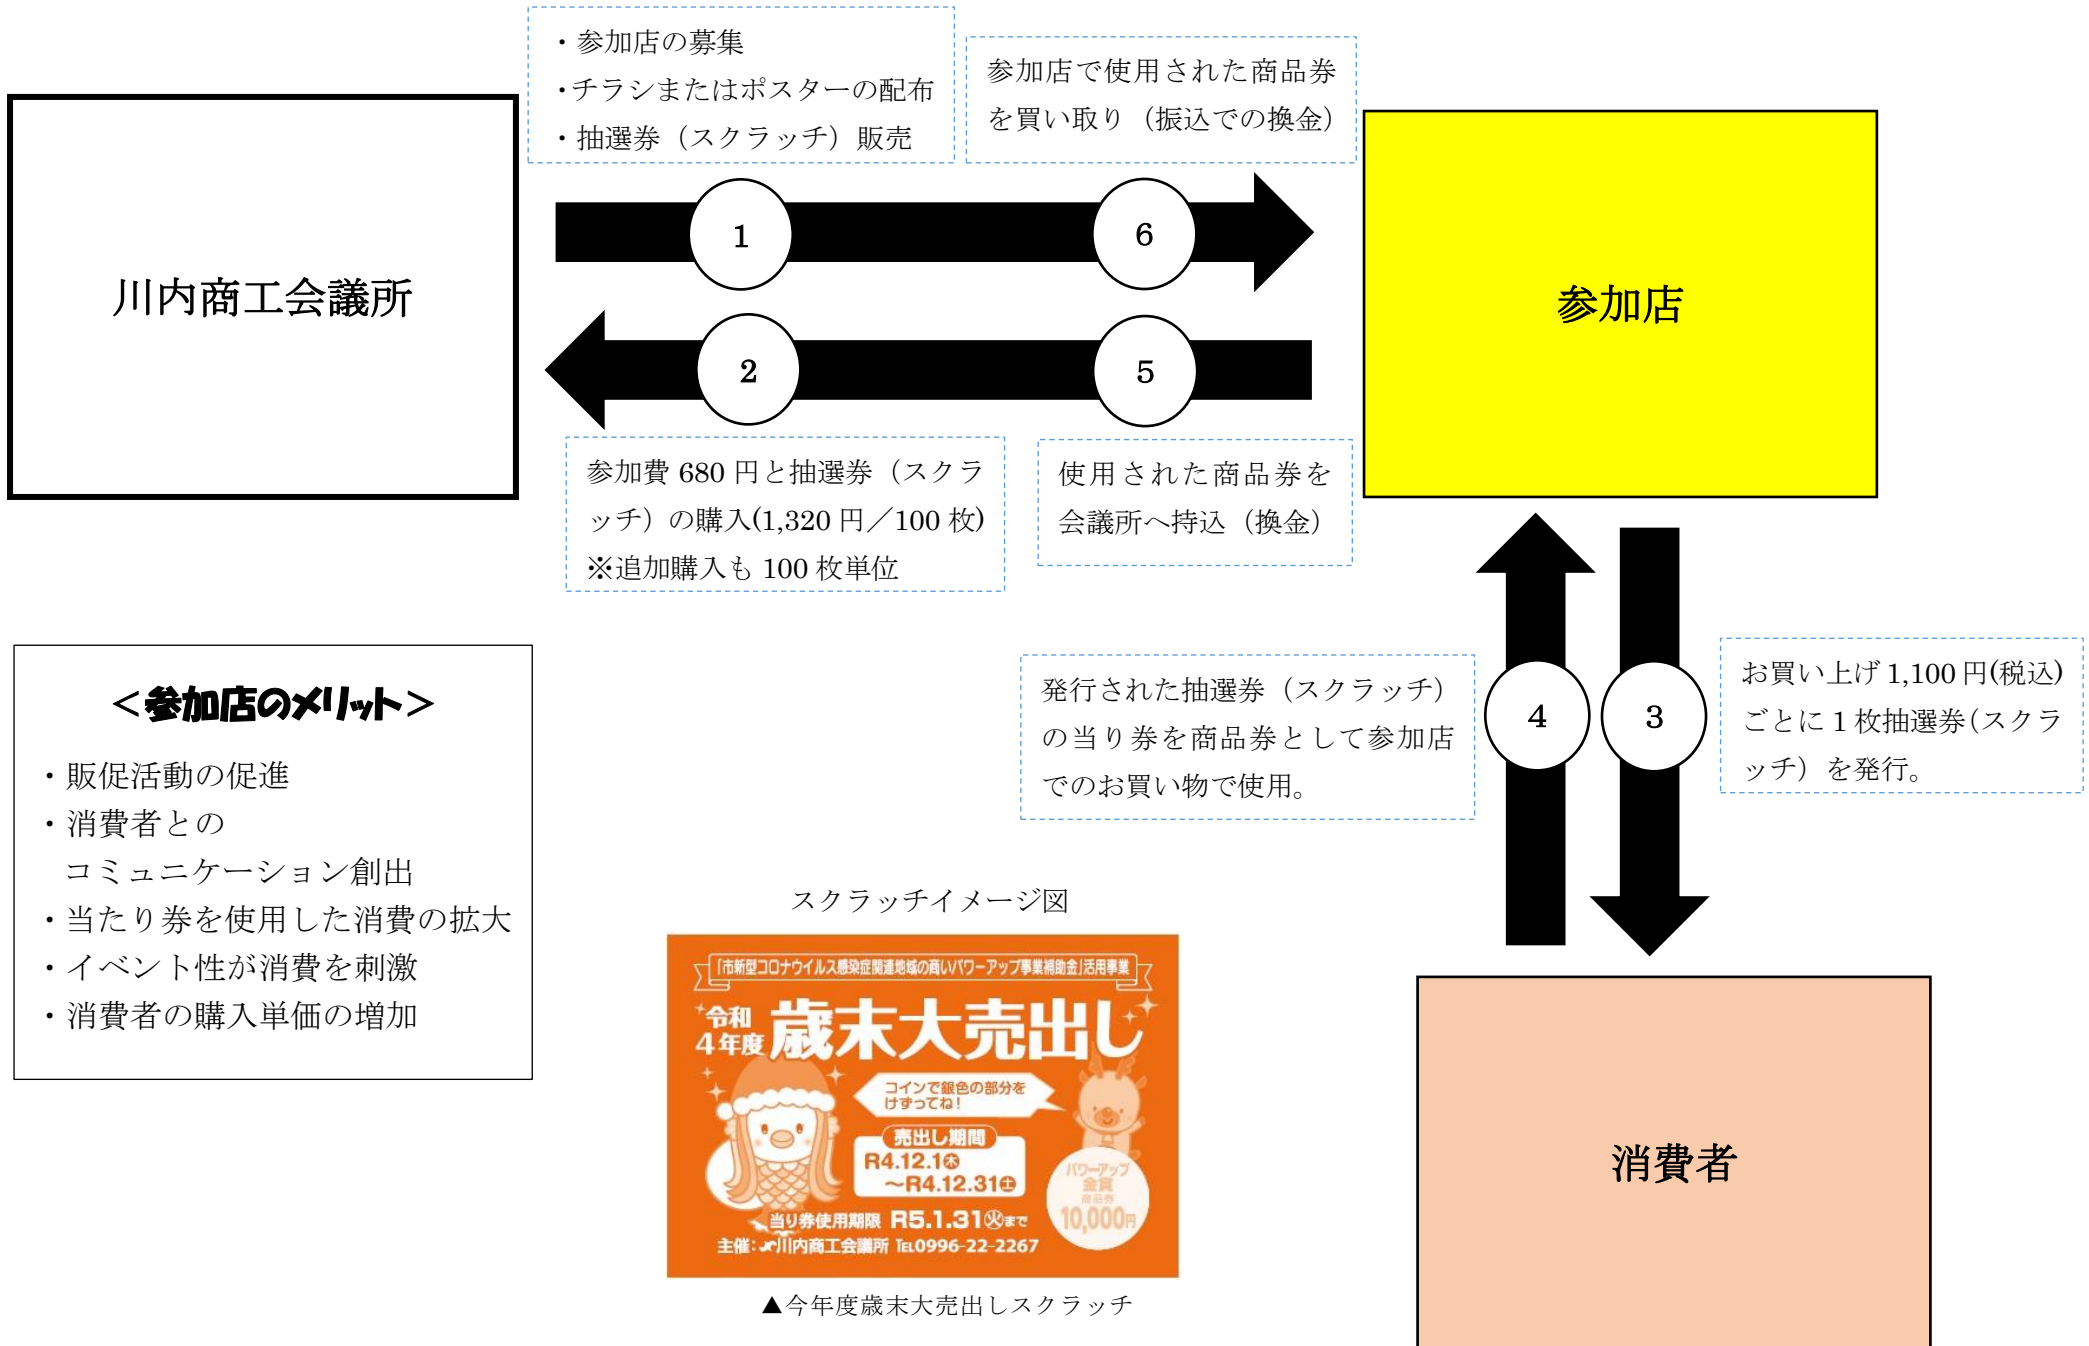 ・参加店の募集
・チラシまたはポスターの配布
・抽選券（スクラッチ）販売
参加店で使用された商品券
を買い取り（振込での換金）
川内商工会議所
1
6
参加店
2
5
参加費 680 円と抽選券（スクラ
ッチ）の購入(1,320 円／100 枚)
※追加購入も 100 枚単位
使用された商品券を
会議所へ持込（換金）
＜参加店のメリット＞
・販促活動の促進
・消費者との
コミュニケーション創出
・当たり券を使用した消費の拡大
・イベント性が消費を刺激
・消費者の購入単価の増加
発行された抽選券（スクラッチ）
の当り券を商品券として参加店
でのお買い物で使用。
4
3
お買い上げ 1,100 円(税込)
ごとに 1 枚抽選券(スクラ
ッチ）を発行。
スクラッチイメージ図
「市新型コロナウイルス感染症関連地域の商いパワーアップ事業補助金」活用事業
令和
4年度
歳末大売出し
コインで銀色の部分を
けずってね！
売出し期間
R4.12.1㊍
～R4.12.31㊏
パワーアップ
金賞
商品券
10,000円
当り券使用期限 R5.1.31㊋まで
主催：川内商工会議所 TEL0996-22-2267
▲今年度歳末大売出しスクラッチ
消費者